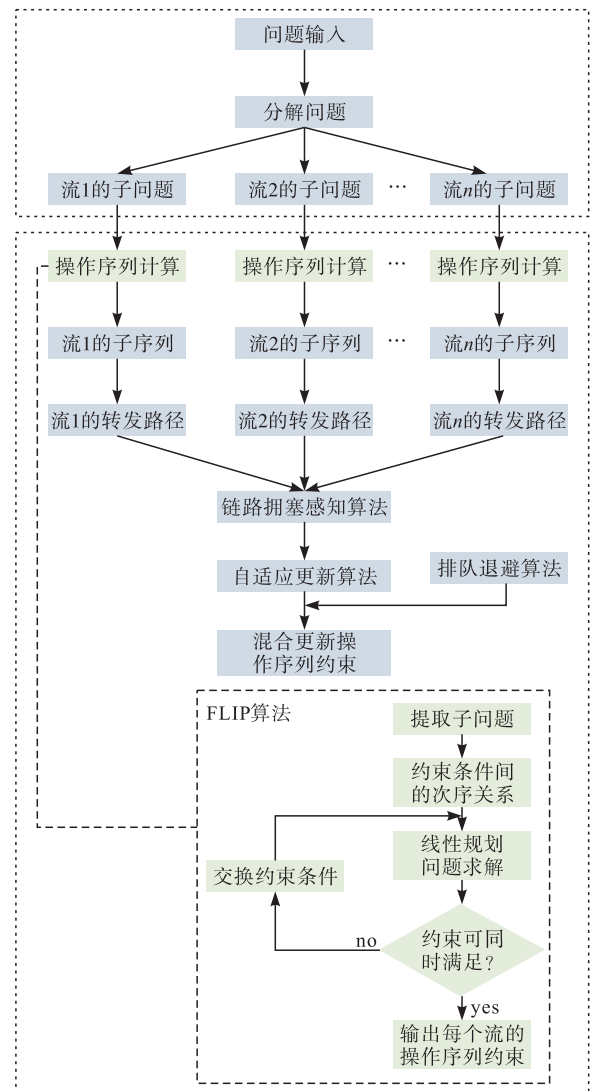 问题输入
分解问题
流1的子问题
流2的子问题
…
流n的子问题
操作序列计算
操作序列计算
…
操作序列计算
流1的子序列
流2的子序列
…
流n的子序列
流1的转发路径
流2的转发路径
流n的转发路径
链路拥塞感知算法
自适应更新算法
排队退避算法
混合更新操
作序列约束
FLIP算法
提取子问题
约束条件间
的次序关系
线性规划
问题求解
交换约束条件
no
约束可同
时满足?
yes
输出每个流的
操作序列约束